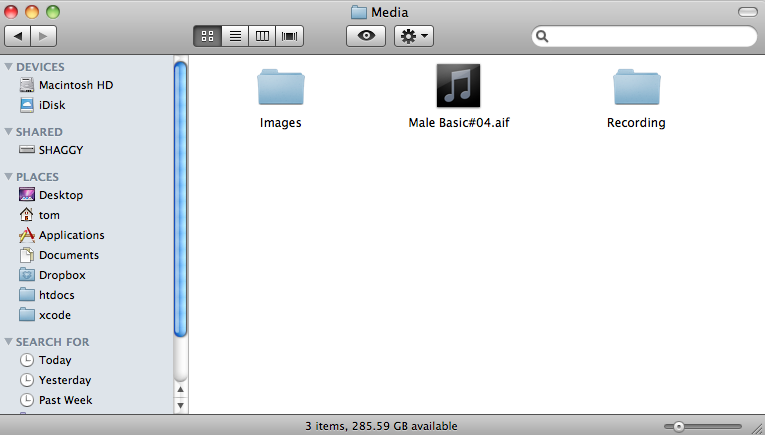 Media
DEVICES
Macintosh HD
iDisk
SHARED
SHAGGY
PLACES
Desktop
tom
Applications
Documents
Dropbox
htdocs
xcode
SEARCH FOR
Today
Yesterday
Past Week
Images
Male Basic#04.aif
Recording
3 items, 285.59 GB available